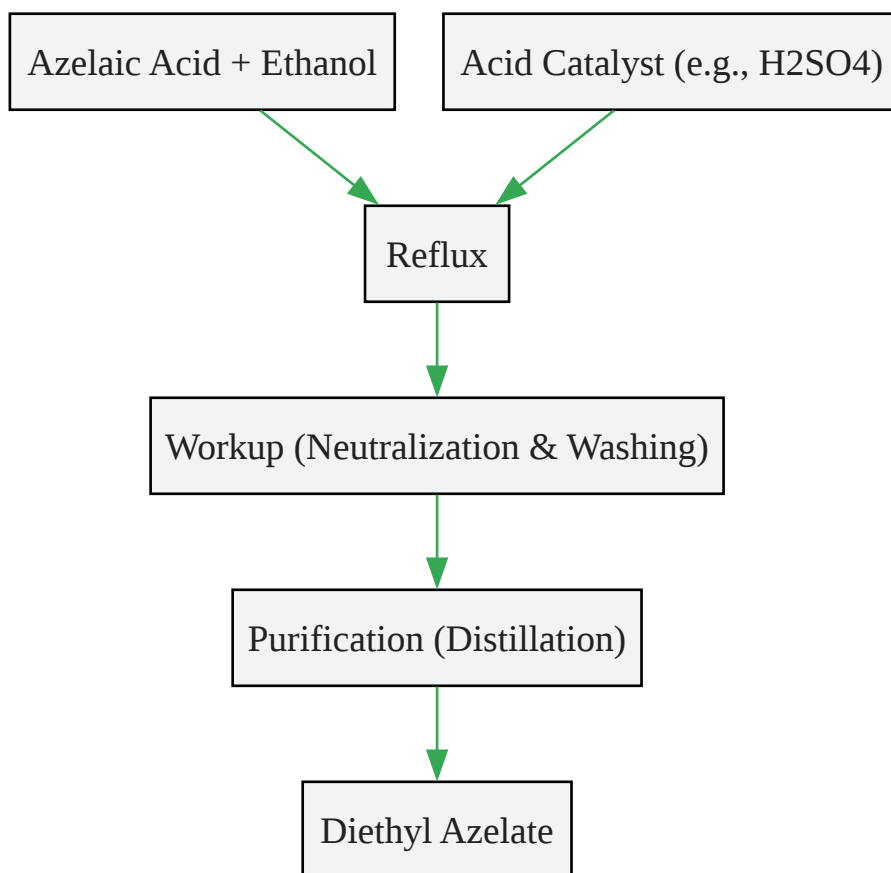 Azelaic Acid + Ethanol
Acid Catalyst (e.g., H2SO4)
Reflux
Workup (Neutralization & Washing)
Purification (Distillation)
Diethyl Azelate